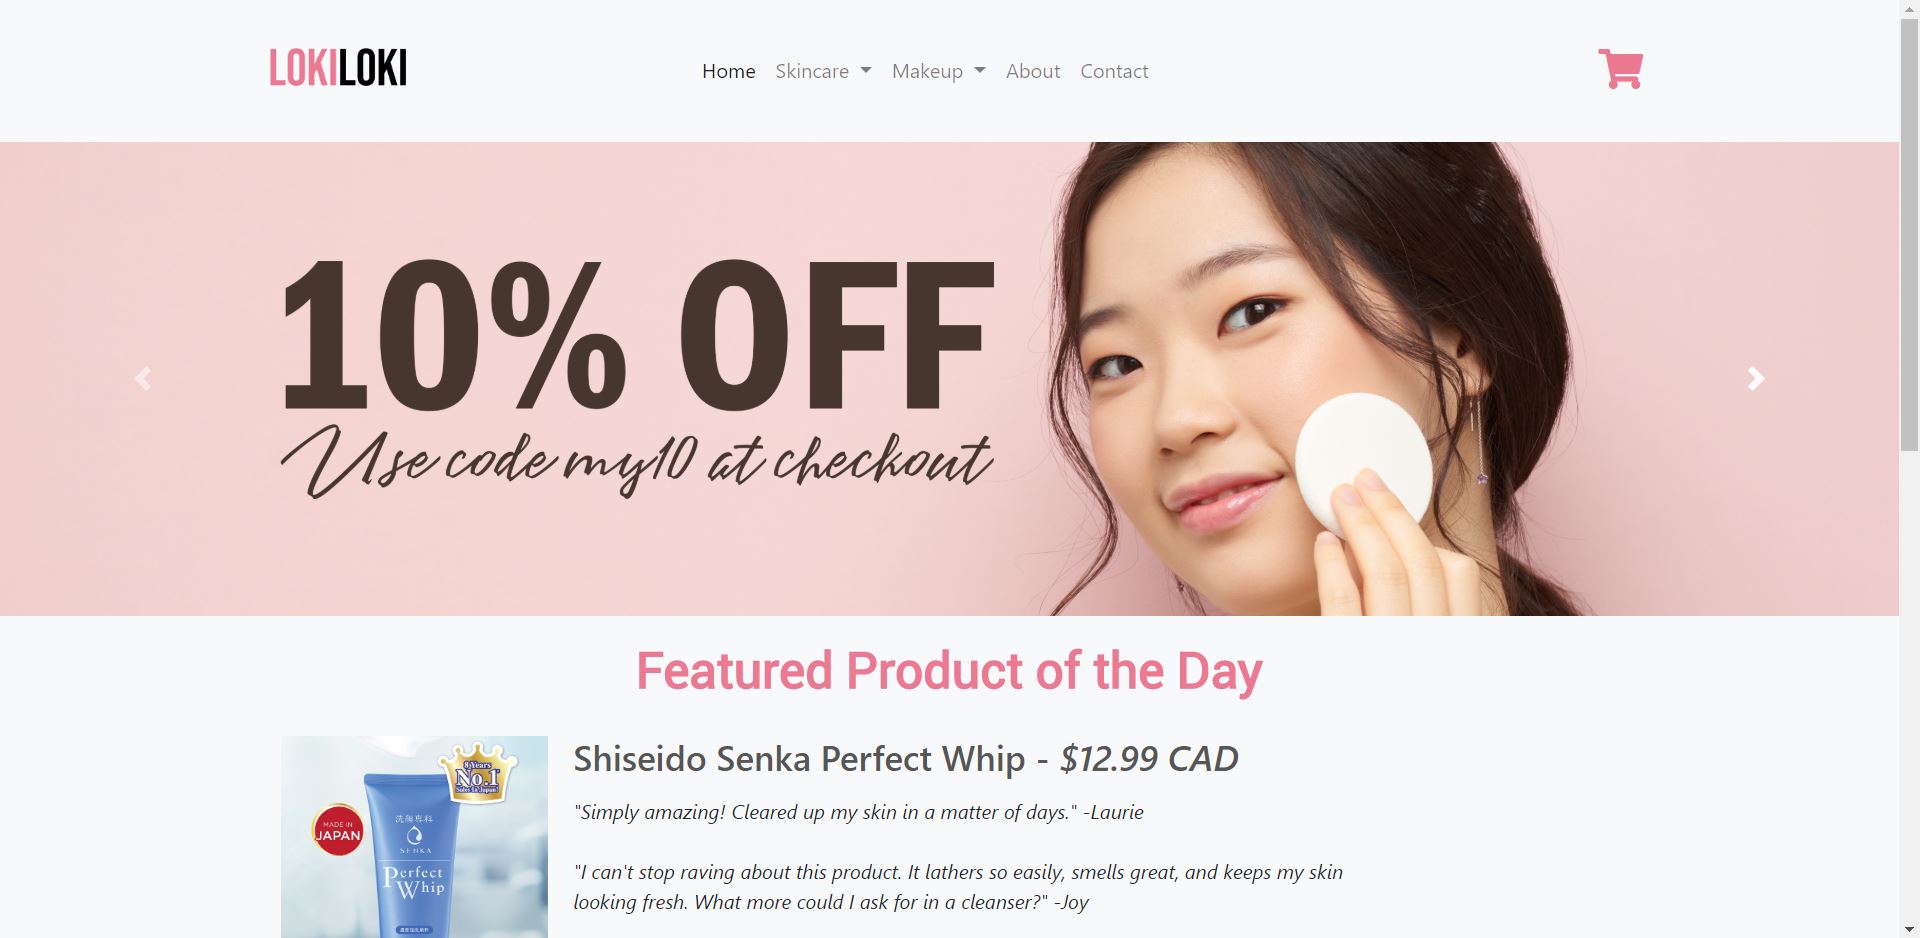 LOKILOKI
Home Skincare Makeup About Contact
10% OFF
Use code my10 at checkout
Featured Product of the Day
Shiseido Senka Perfect Whip - $12.99 CAD
"Simply amazing! Cleared up my skin in a matter of days." -Laurie
"I can't stop raving about this product. It lathers so easily, smells great, and keeps my skin
looking fresh. What more could I ask for in a cleanser?" -Joy
8 Years
No.1
Sales In Japan!
MADE IN
JAPAN
洗顔専科
SENKA
Perfect
Whip